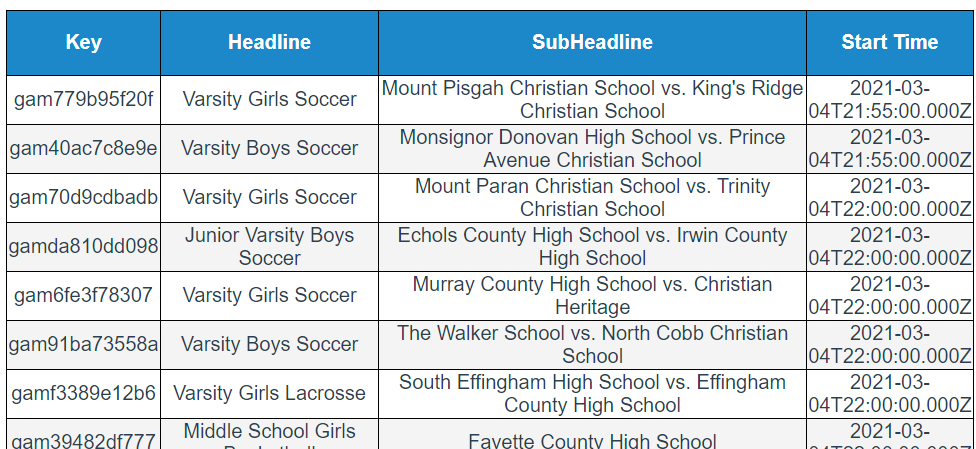 Key Headline SubHeadline Start Time
gam779b95f20f Varsity Girls Soccer Mount Pisgah Christian School vs. King's Ridge 2021-03-
Christian School 04T21:55:00.000Z
gam40ac7c8e9e Varsity Boys Soccer Monsignor Donovan High School vs. Prince 2021-03-
Avenue Christian School 04T21:55:00.000Z
gam70d9cdbadb Varsity Girls Soccer Mount Paran Christian School vs. Trinity 2021-03-
Christian School 04T22:00:00.000Z
gamda810dd098 Junior Varsity Boys Echols County High School vs. Irwin County 2021-03-
Soccer High School 04T22:00:00.000Z
gam6fe3f78307 Varsity Girls Soccer Murray County High School vs. Christian 2021-03-
Heritage 04T22:00:00.000Z
gam91ba73558a Varsity Boys Soccer The Walker School vs. North Cobb Christian 2021-03-
School 04T22:00:00.000Z
gamf3389e12b6 Varsity Girls Lacrosse South Effingham High School vs. Effingham 2021-03-
County High School 04T22:00:00.000Z
gam39482df777 Middle School Girls Fayette County High School 2021-03-